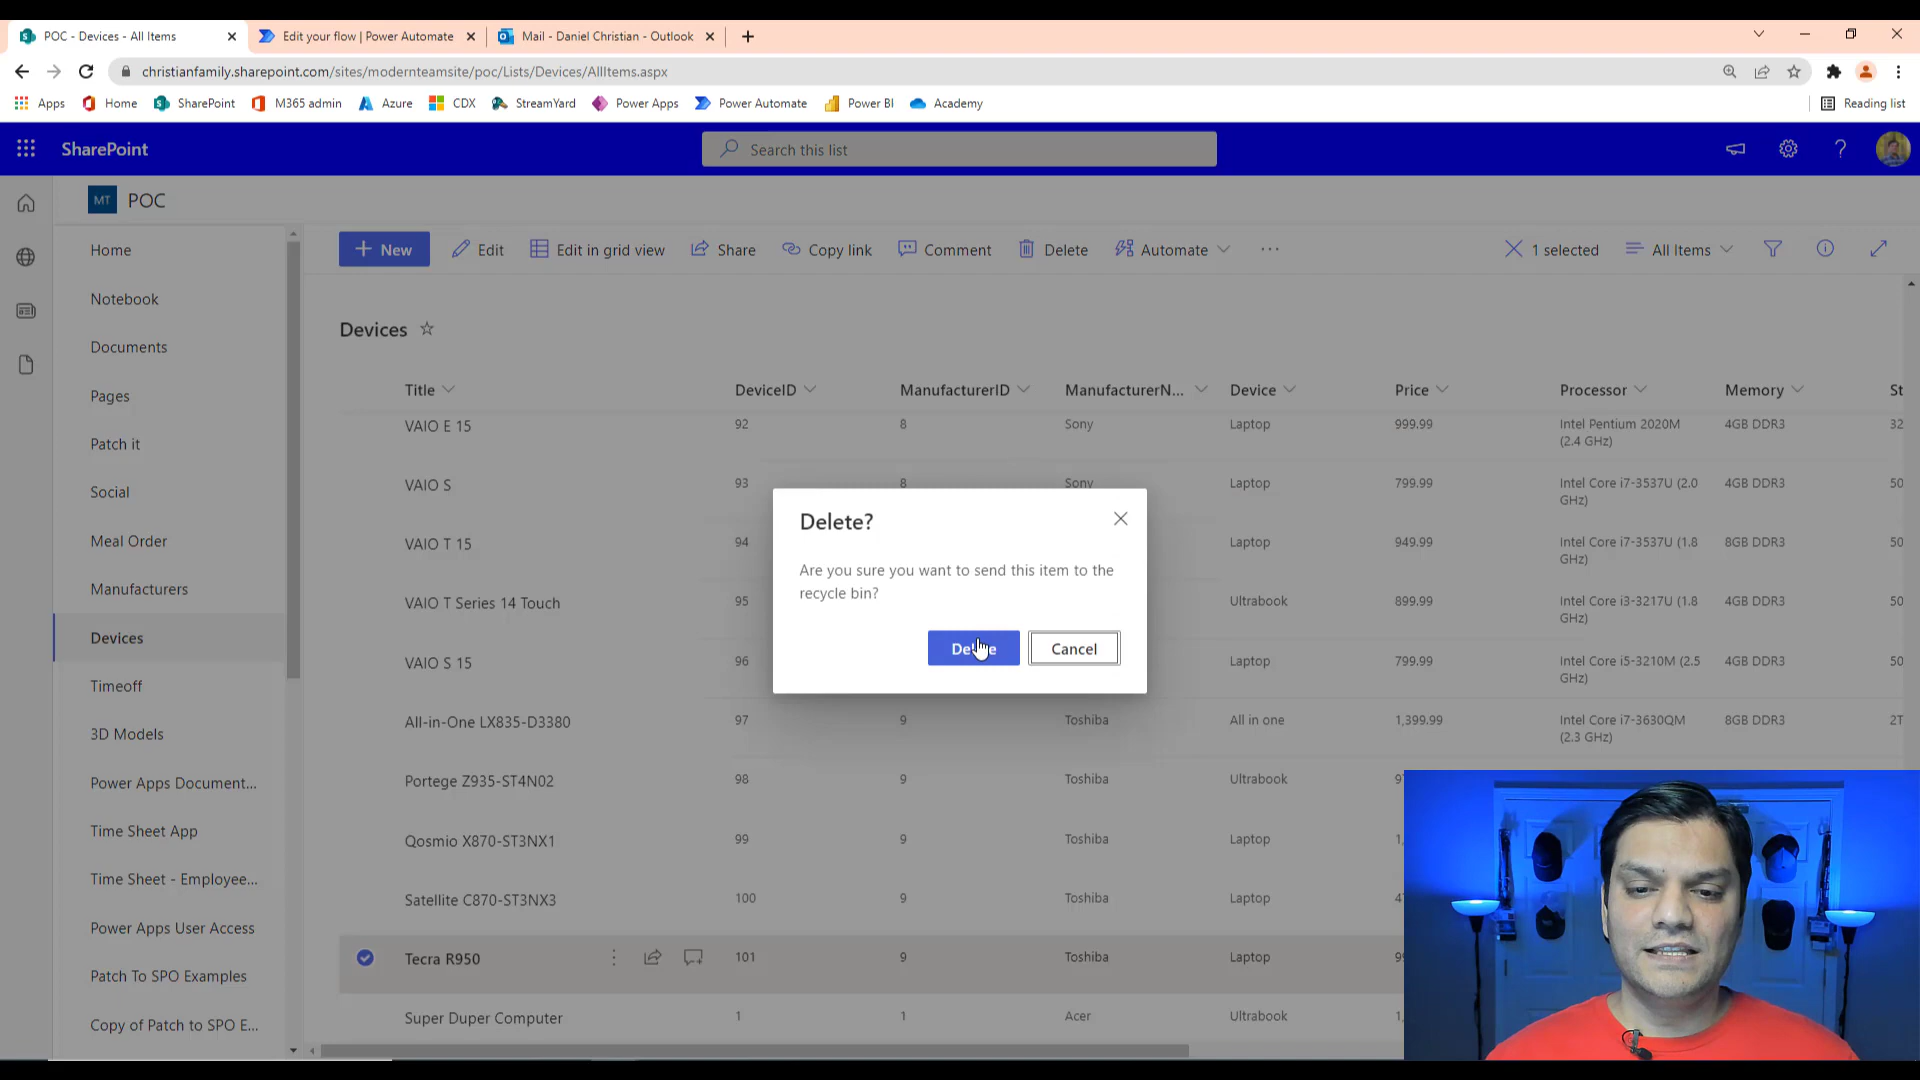 POC - Devices - All Items
Edit your flow | Power Automate
Mail - Daniel Christian - Outlook
christianfamily.sharepoint.com/sites/modernteamsite/poc/Lists/Devices/AllItems.aspx
Apps Home SharePoint M365 admin Azure CDX StreamYard Power Apps Power Automate Power BI Academy Reading list
SharePoint
Search this list
MT POC
New Edit Edit in grid view Share Copy link Comment Delete Automate 1 selected All Items
Home
Notebook
Documents
Pages
Patch it
Social
Meal Order
Manufacturers
Devices
Timeoff
3D Models
Power Apps Document...
Time Sheet App
Time Sheet - Employee...
Power Apps User Access
Patch To SPO Examples
Copy of Patch to SPO E...
Devices
Title DeviceID ManufacturerID ManufacturerN... Device Price Processor Memory St
VAIO E 15 92 8 Sony Laptop 999.99 Intel Pentium 2020M 4GB DDR3 32
(2.4 GHz)
VAIO S 93 8 Sony Laptop 799.99 Intel Core i7-3537U (2.0 4GB DDR3 50
GHz)
VAIO T 15 94 Laptop 949.99 Intel Core i7-3537U (1.8 8GB DDR3 50
GHz)
VAIO T Series 14 Touch 95 Ultrabook 899.99 Intel Core i3-3217U (1.8 4GB DDR3 50
GHz)
VAIO S 15 96 Laptop 799.99 Intel Core i5-3210M (2.5 4GB DDR3 50
GHz)
All-in-One LX835-D3380 97 9 Toshiba All in one 1,399.99 Intel Core i7-3630QM 8GB DDR3 2T
(2.3 GHz)
Portege Z935-ST4N02 98 9 Toshiba Ultrabook
Qosmio X870-ST3NX1 99 9 Toshiba Laptop 1,
Satellite C870-ST3NX3 100 9 Toshiba Laptop
Tecra R950 101 9 Toshiba Laptop
Super Duper Computer 1 1 Acer Ultrabook 1,
Delete?
Are you sure you want to send this item to the
recycle bin?
Cancel